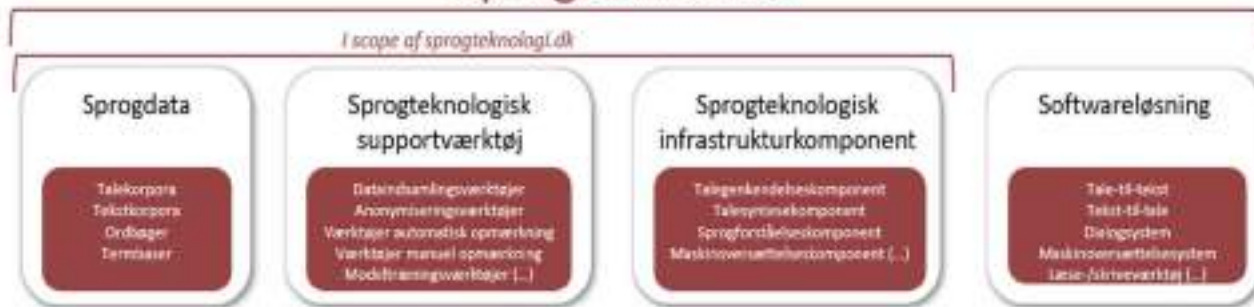 I scope af sprogteknologi.dk
Sprogdata
Talekorpora
Tekstkorpora
Ordbøger
Termbaser
Sprogteknologisk
supportværktøj
Dataindsamlingsværktøjer
Anonymiseringsværktøjer
Værktøjer automatisk opmærkning
Værktøjer manuel opmærkning
Modeltræningsværktøjer (...)
Sprogteknologisk
infrastrukturkomponent
Talegenkendelseskomponent
Talesyntesekomponent
Sprogforståelseskomponent
Maskinoversættelseskomponent (...)
Softwareløsning
Tale-til-tekst
Tekst-til-tale
Dialogsystem
Maskinoversættelsesystem
Læse-/skriveværktøj (...)